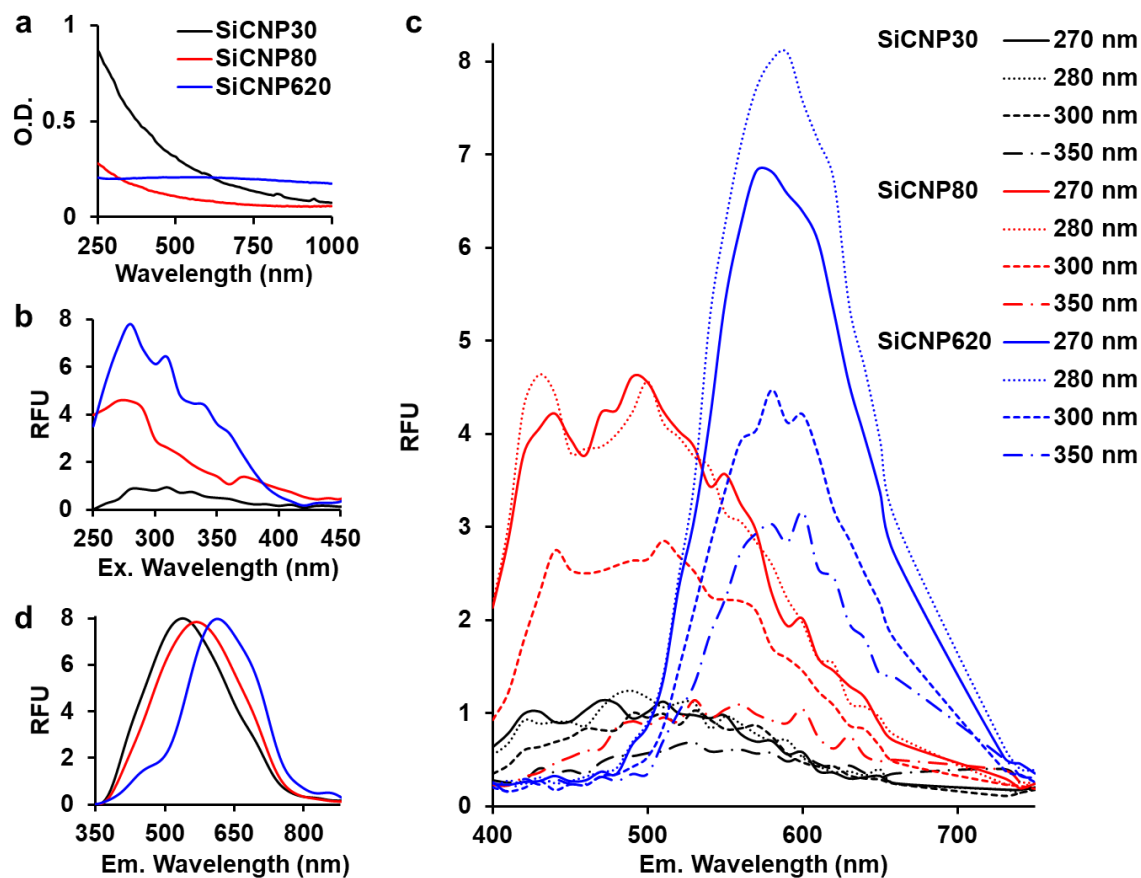 a
1
0.5
0
O.D.
SiCNP30
SiCNP80
SiCNP620
250 500 750 1000
Wavelength (nm)
b
8
6
4
2
0
RFU
250 300 350 400 450
Ex. Wavelength (nm)
d
8
6
4
2
0
RFU
350 500 650 800
Em. Wavelength (nm)
c
8
7
6
5
4
3
2
1
0
RFU
400 500 600 700
Em. Wavelength (nm)
SiCNP30 270 nm
280 nm
300 nm
350 nm
SiCNP80 270 nm
280 nm
300 nm
350 nm
SiCNP620 270 nm
280 nm
300 nm
350 nm